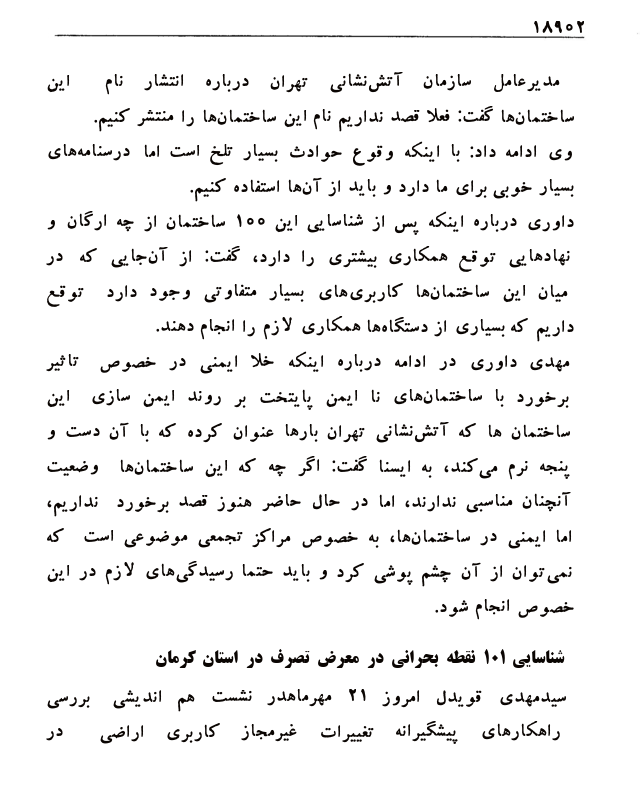 ۱۸۹۰۲
مدیرعامل سازمان آتش‌نشانی تهران درباره انتشار نام این
ساختمان‌ها گفت: فعلا قصد نداریم نام این ساختمان‌ها را منتشر کنیم.
وی ادامه داد: با اینکه وقوع حوادث بسیار تلخ است اما درسنامه‌های
بسیار خوبی برای ما دارد و باید از آن‌ها استفاده کنیم.
داوری درباره اینکه پس از شناسایی این ۱۰۰ ساختمان از چه ارگان و
نهادهایی توقع همکاری بیشتری را دارد، گفت: از آن‌جایی که در
میان این ساختمان‌ها کاربری‌های بسیار متفاوتی وجود دارد توقع
داریم که بسیاری از دستگاه‌ها همکاری لازم را انجام دهند.
مهدی داوری در ادامه درباره اینکه خلا ایمنی در خصوص تاثیر
برخورد با ساختمان‌های نا ایمن پایتخت بر روند ایمن سازی این
ساختمان ها که آتش‌نشانی تهران بارها عنوان کرده که با آن دست و
پنجه نرم می‌کند، به ایسنا گفت: اگر چه که این ساختمان‌ها وضعیت
آنچنان مناسبی ندارند، اما در حال حاضر هنوز قصد برخورد نداریم،
اما ایمنی در ساختمان‌ها، به خصوص مراکز تجمعی موضوعی است که
نمی‌توان از آن چشم پوشی کرد و باید حتما رسیدگی‌های لازم در این
خصوص انجام شود.
شناسایی ۱۰۱ نقطه بحرانی در معرض تصرف در استان کرمان
سیدمهدی قویدل امروز ۲۱ مهرماهدر نشست هم اندیشی بررسی
راهکارهای پیشگیرانه تغییرات غیرمجاز کاربری اراضی در